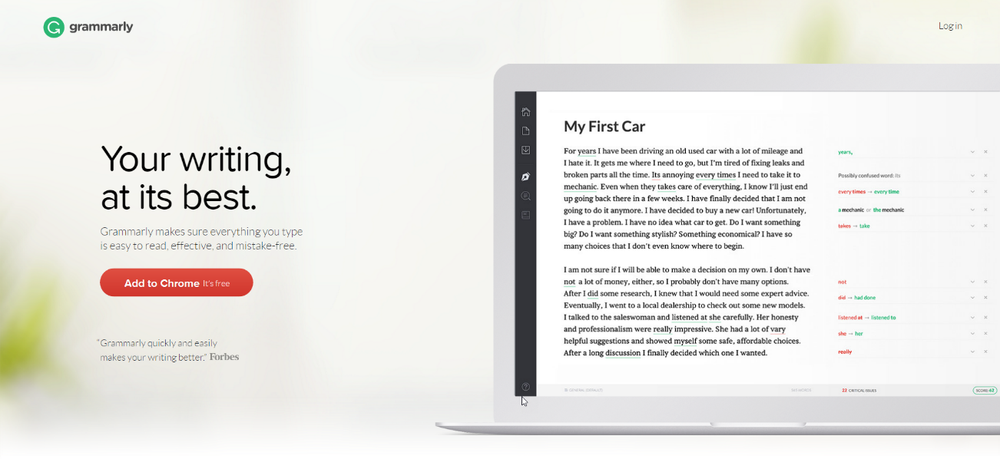 grammarly
Log in
Your writing,
at its best.
Grammarly makes sure everything you type
is easy to read, effective, and mistake-free.
Add to Chrome It's free
"Grammarly quickly and easily
makes your writing better." Forbes
My First Car
For years I have been driving an old used car with a lot of mileage and
I hate it. It gets me where I need to go, but I'm tired of fixing leaks and
broken parts all the time. Its annoying every times I need to take it to
mechanic. Even when they takes care of everything, I know I'll just end
up going back there in a few weeks. I have finally decided that I am not
going to do it anymore. I have decided to buy a new car! Unfortunately,
I have a problem. I have no idea what car to get. Do I want something
big? Do I want something stylish? Something economical? I have so
many choices that I don't even know where to begin.
I am not sure if I will be able to make a decision on my own. I don't have
not a lot of money, either, so I probably don't have many options.
After I did some research, I knew that I would need some expert advice.
Eventually, I went to a local dealership to check out some new models.
I talked to the saleswoman and listened at she carefully. Her honesty
and professionalism were really impressive. She had a lot of vary
helpful suggestions and showed myself some safe, affordable choices.
After a long discussion I finally decided which one I wanted.
years,
Possibly confused word: Its
every times → every time
a mechanic or the mechanic
takes → take
not
did → had done
listened at → listened to
she → her
really
GENERAL (DEFAULT)
WORDS
22 CRITICAL ISSUES
SCORE: 62